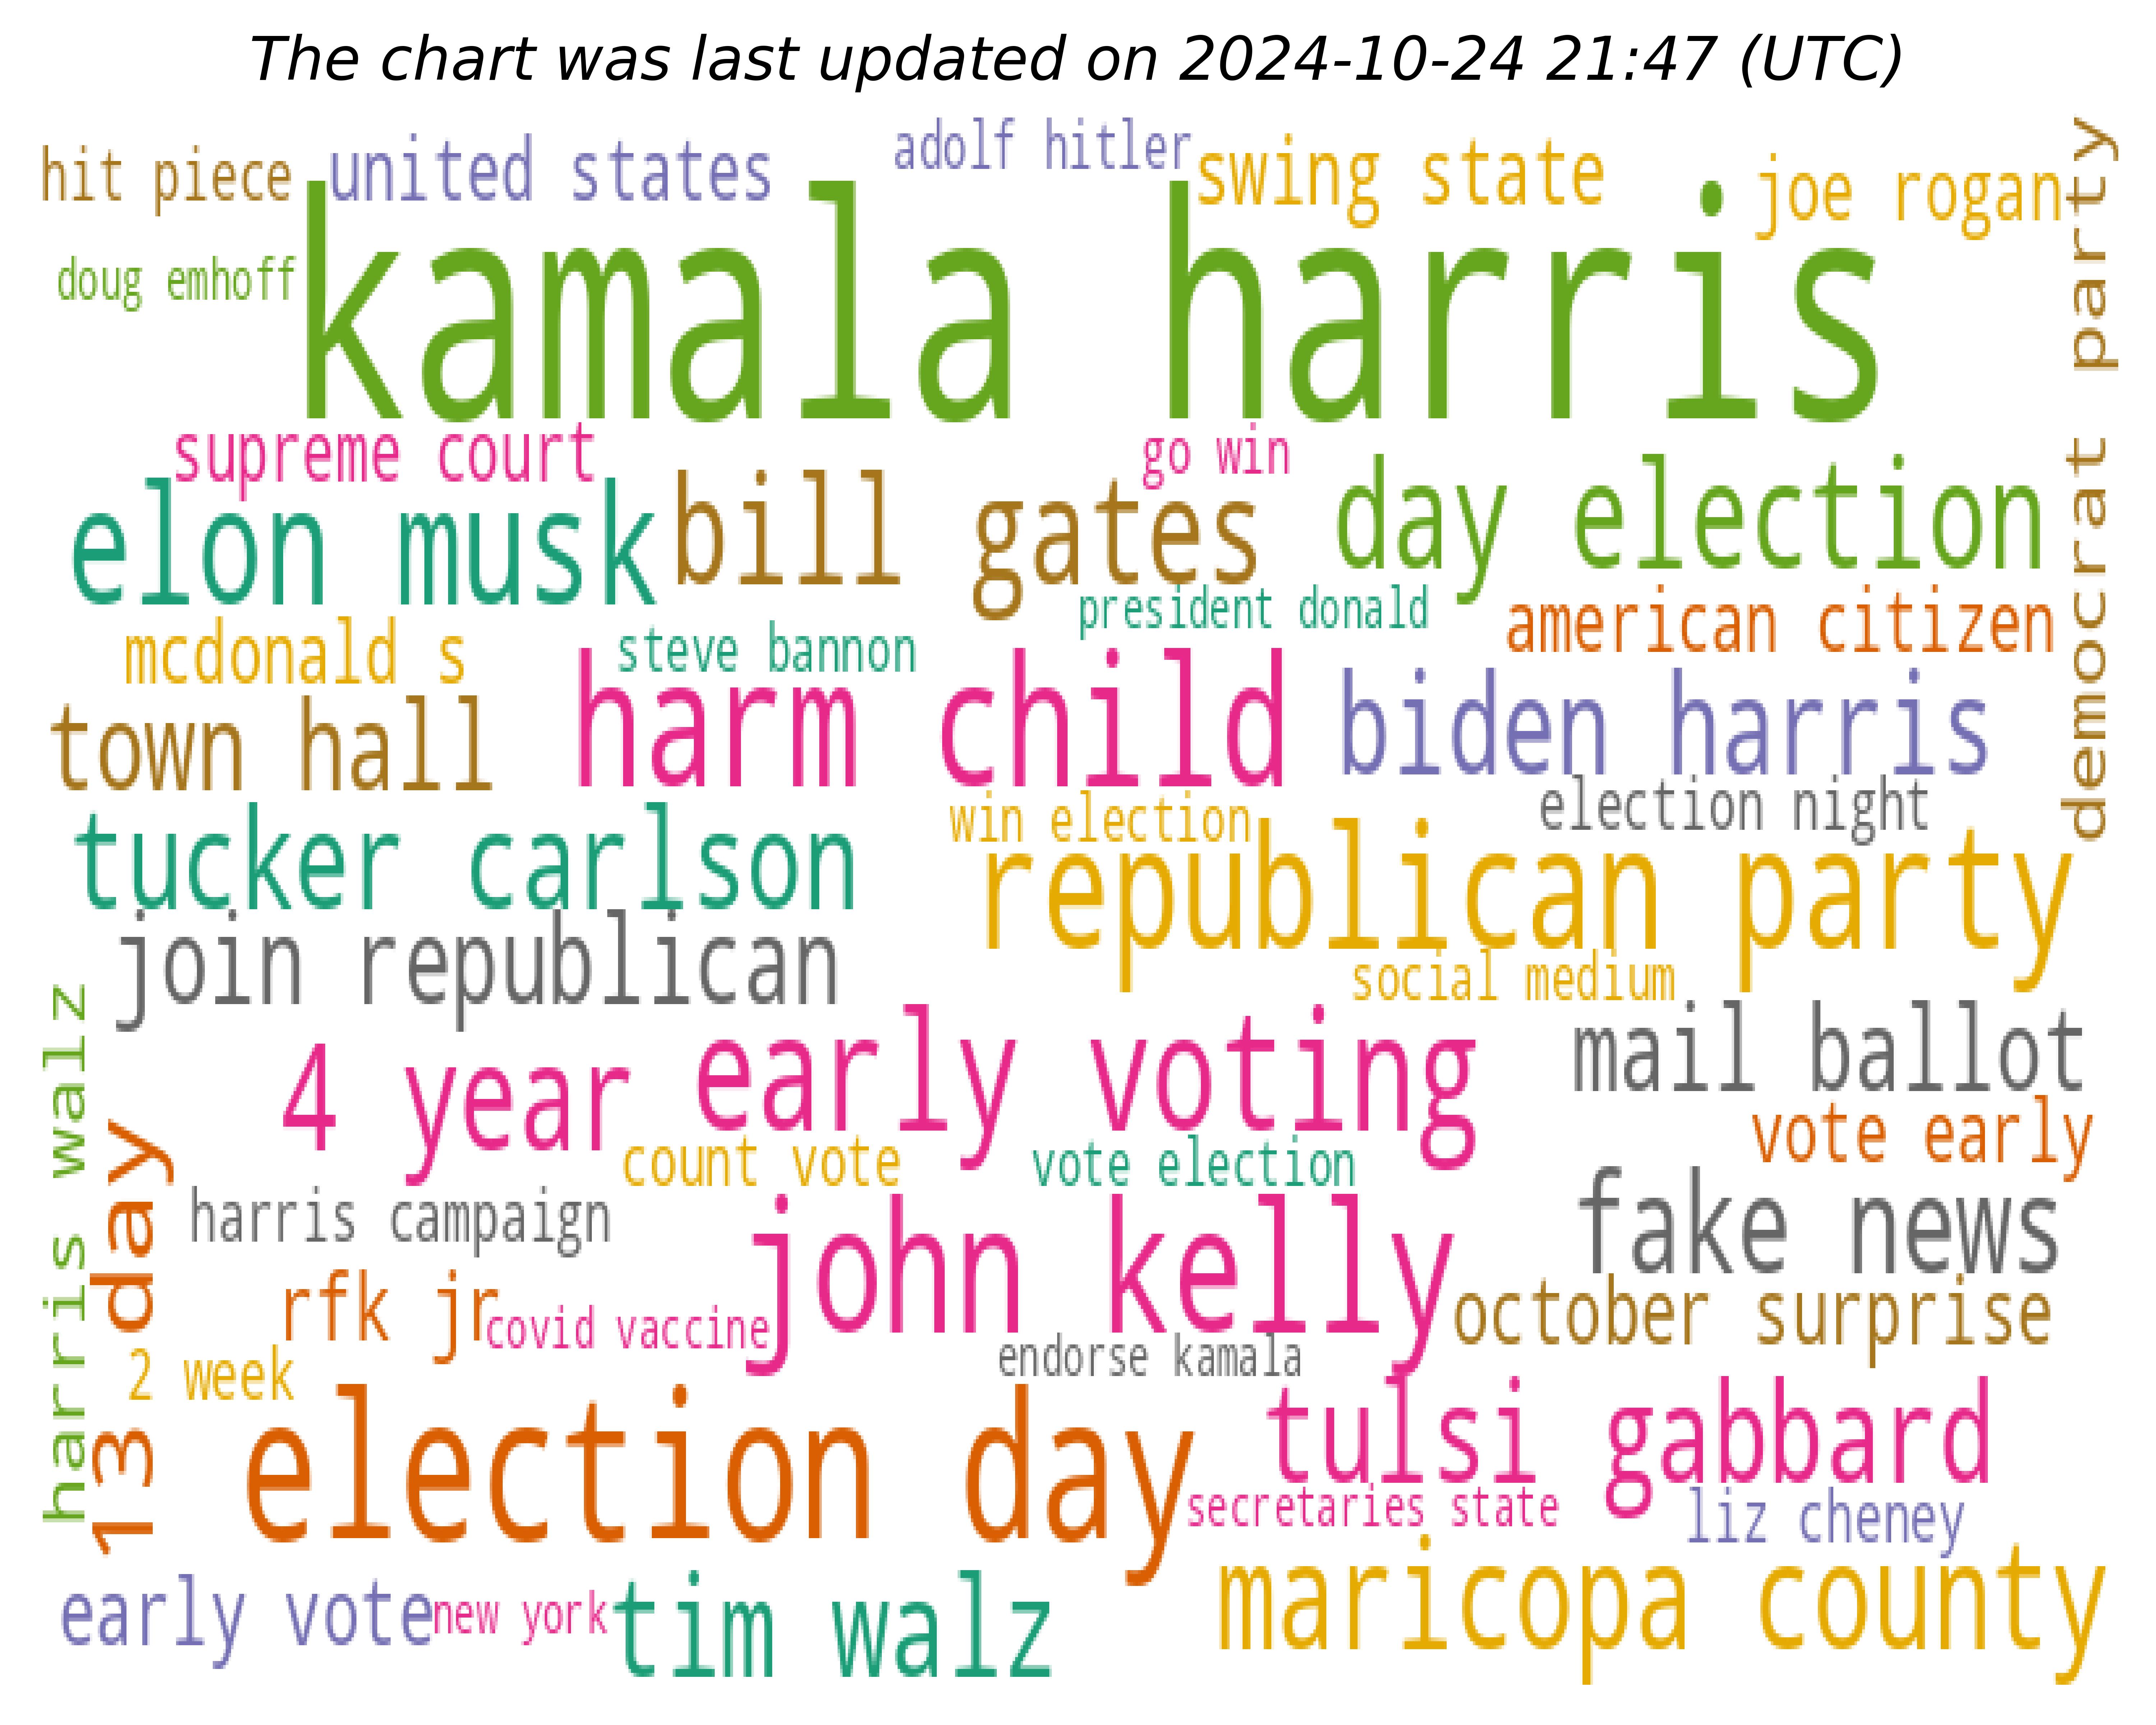 The chart was last updated on 2024-10-24 21:47 (UTC)
hit piece
united states
adolf hitler
swing state
joe rogan
democrat party
doug emhoff
kamala harris
supreme court
go win
elon musk
bill gates
day election
president donald
american citizen
mcdonald s
steve bannon
town hall
harm child
biden harris
election night
tucker carlson
win election
republican party
join republican
social medium
harris walz
4 year
early voting
mail ballot
vote early
13 day
count vote
vote election
harris campaign
john kelly
fake news
rfk jr
covid vaccine
october surprise
2 week
endorse kamala
election day
tulsi gabbard
secretaries state
liz cheney
early vote
new york
tim walz
maricopa county